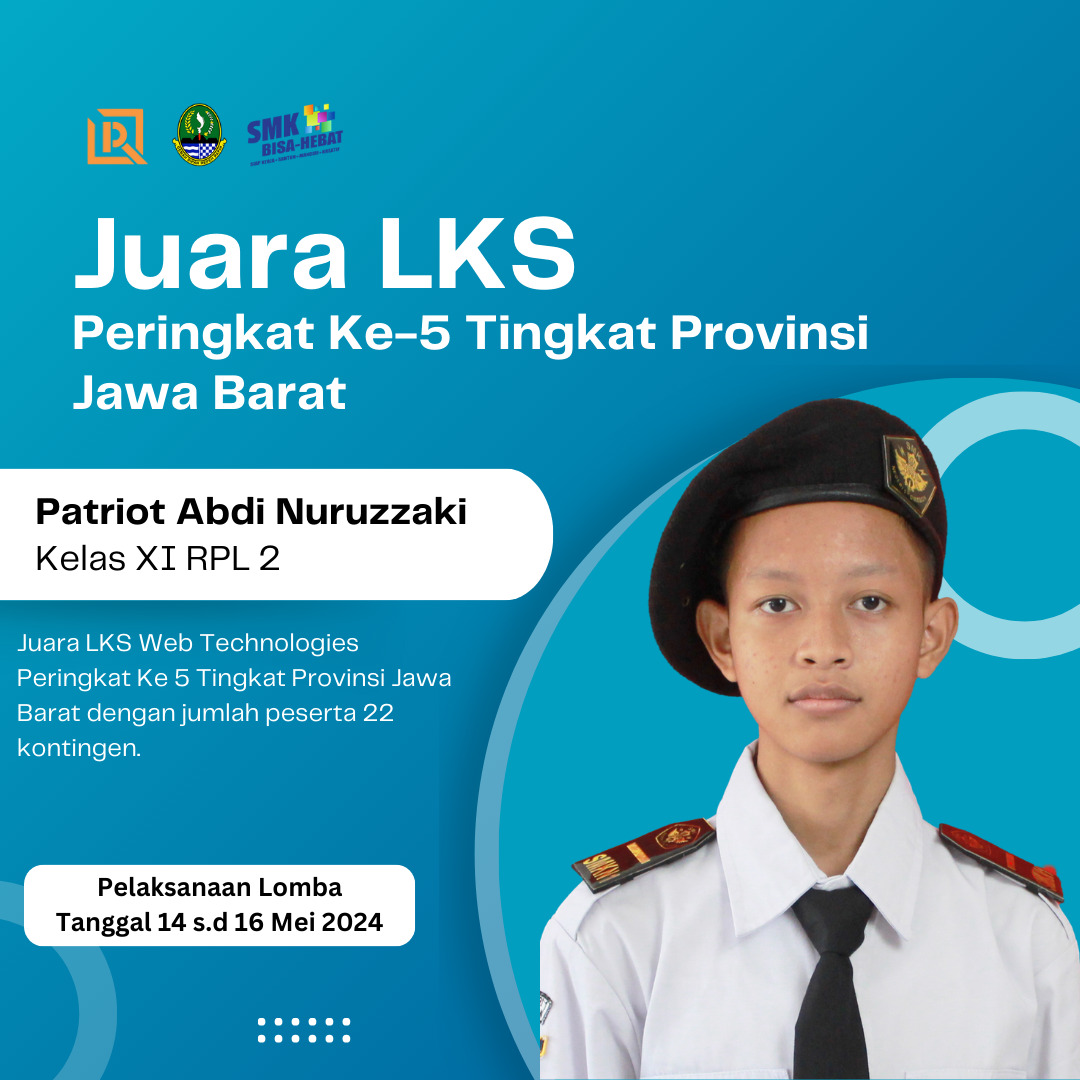 SMK
BISA-HEBAT
Juara LKS
Peringkat Ke-5 Tingkat Provinsi
Jawa Barat
Patriot Abdi Nuruzzaki
Kelas XI RPL 2
Juara LKS Web Technologies
Peringkat Ke 5 Tingkat Provinsi Jawa
Barat dengan jumlah peserta 22
kontingen.
Pelaksanaan Lomba
Tanggal 14 s.d 16 Mei 2024
SMKN